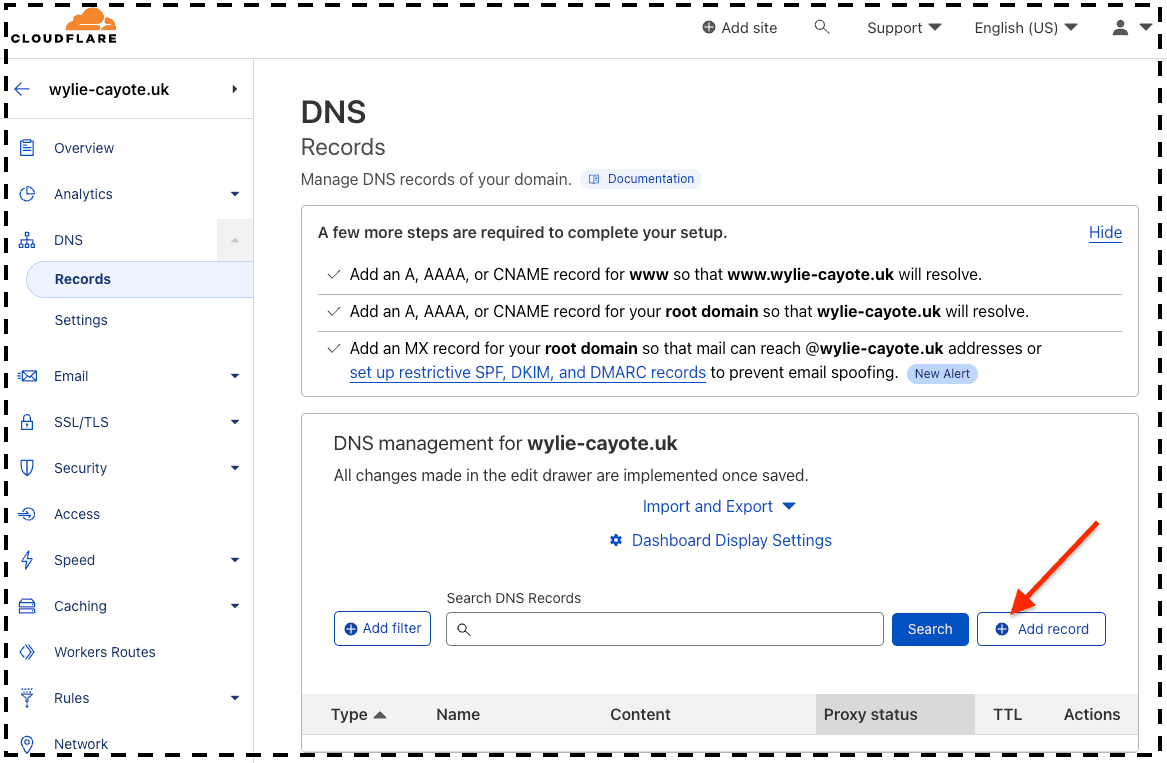 CLOUDFLARE
Add site
Support
English (US)
wylie-cayote.uk
Overview
Analytics
DNS
Records
Settings
Email
SSL/TLS
Security
Access
Speed
Caching
Workers Routes
Rules
Network
DNS
Records
Manage DNS records of your domain. Documentation
A few more steps are required to complete your setup. Hide
Add an A, AAAA, or CNAME record for www so that www.wylie-cayote.uk will resolve.
Add an A, AAAA, or CNAME record for your root domain so that wylie-cayote.uk will resolve.
Add an MX record for your root domain so that mail can reach @wylie-cayote.uk addresses or
set up restrictive SPF, DKIM, and DMARC records to prevent email spoofing. New Alert
DNS management for wylie-cayote.uk
All changes made in the edit drawer are implemented once saved.
Import and Export
Dashboard Display Settings
Search DNS Records
Add filter Search Add record
Type Name Content Proxy status TTL Actions